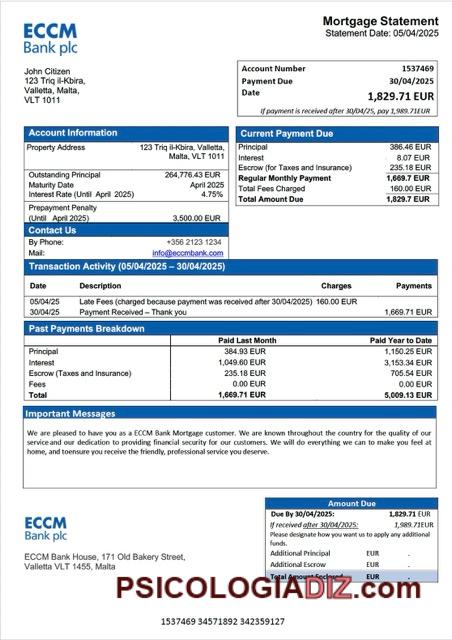 ECCM
Bank plc
Mortgage Statement
Statement Date: 05/04/2025
John Citizen
123 Triq il-Kbira,
Valletta, Malta,
VLT 1011
Account Number 1537469
Payment Due 30/04/2025
Date 1,829.71 EUR
If payment is received after 30/04/25, pay 1,989.71EUR
Account Information
Property Address 123 Triq il-Kbira, Valletta,
Malta, VLT 1011
Outstanding Principal 264,776.43 EUR
Maturity Date April 2025
Interest Rate (Until April 2025) 4.75%
Prepayment Penalty
(Until April 2025) 3,500.00 EUR
Current Payment Due
Principal 386.46 EUR
Interest 8.07 EUR
Escrow (for Taxes and Insurance) 235.18 EUR
Regular Monthly Payment 1,669.7 EUR
Total Fees Charged 160.00 EUR
Total Amount Due 1,829.7 EUR
Contact Us
By Phone: +356 2123 1234
Mail: info@eccmbank.com
Transaction Activity (05/04/2025 – 30/04/2025)
Date Description Charges Payments
05/04/25 Late Fees (charged because payment was received after 30/04/2025) 160.00 EUR
30/04/25 Payment Received – Thank you 1,669.71 EUR
Past Payments Breakdown
Paid Last Month Paid Year to Date
Principal 384.93 EUR 1,150.25 EUR
Interest 1,049.60 EUR 3,153.34 EUR
Escrow (Taxes and Insurance) 235.18 EUR 705.54 EUR
Fees 0.00 EUR 0.00 EUR
Total 1,669.71 EUR 5,009.13 EUR
Important Messages
We are pleased to have you as a ECCM Bank Mortgage customer. We are known throughout the country for the quality of our
service and our dedication to providing financial security for our customers. We will do everything we can to make you feel at
home, and toensure you receive the friendly, professional service you deserve.
ECCM
Bank plc
ECCM Bank House, 171 Old Bakery Street,
Valletta VLT 1455, Malta
Amount Due
Due By 30/04/2025: 1,829.71 EUR
If received after 30/04/2025: 1,989.71EUR
Please designate how you want us to apply any additional
funds.
Additional Principal EUR .
Additional Escrow EUR .
Total Amount Enclosed EUR .
PSICOLOGIADIZ.com
1537469 34571892 342359127